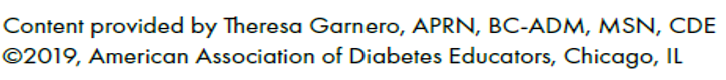 Content provided by Theresa Garnero, APRN, BC-ADM, MSN, CDE
©2019, American Association of Diabetes Educators, Chicago, IL